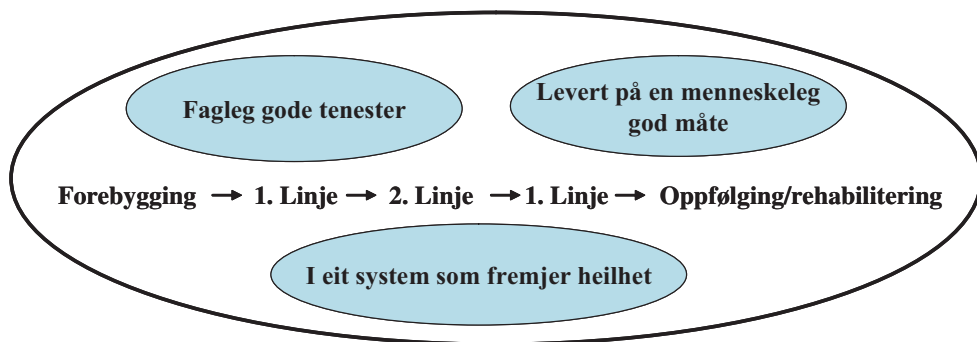 Fagleg gode tenester
Levert på en menneskeleg
god måte
Forebygging → 1. Linje → 2. Linje → 1. Linje → Oppfølging/rehabilitering
I eit system som fremjer heilhet